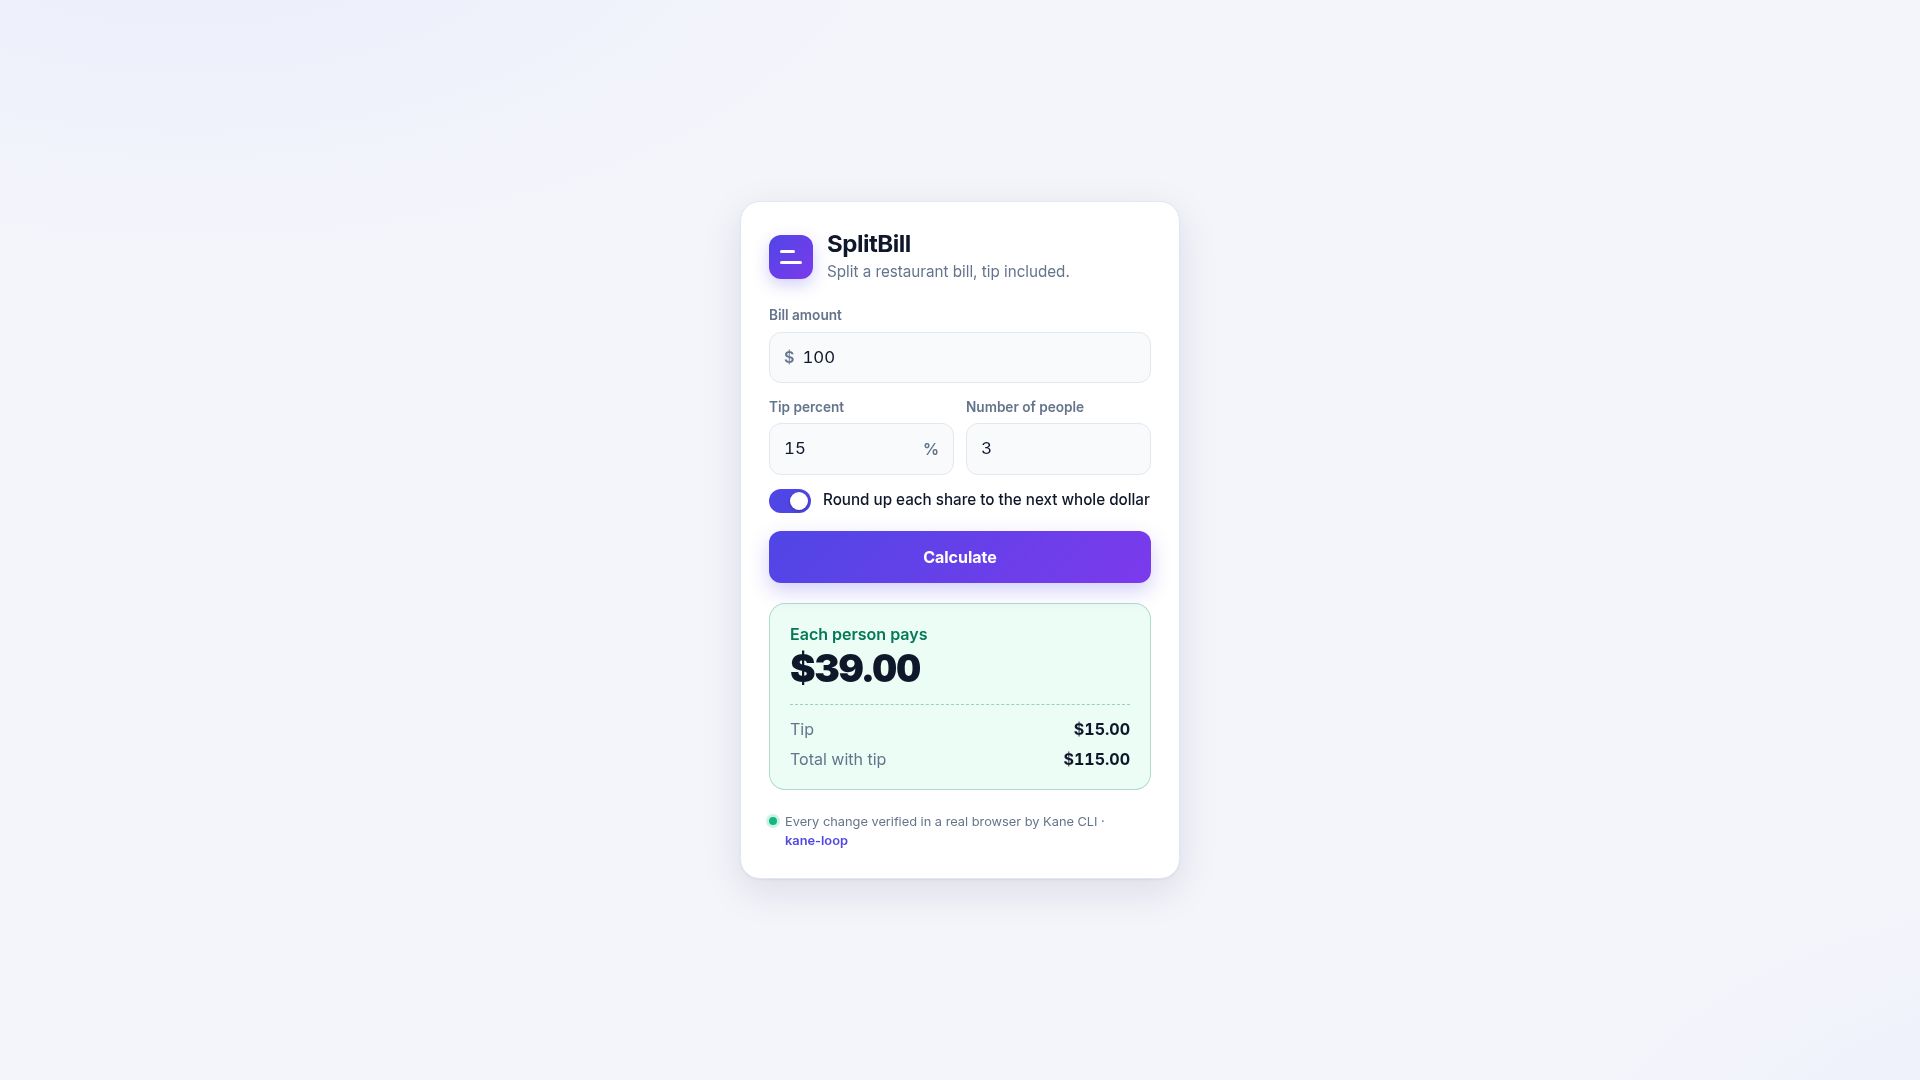 SplitBill
Split a restaurant bill, tip included.
Bill amount
$ 100
Tip percent
Number of people
15 %
3
Round up each share to the next whole dollar
Calculate
Each person pays
$39.00
Tip $15.00
Total with tip $115.00
Every change verified in a real browser by Kane CLI ·
kane-loop